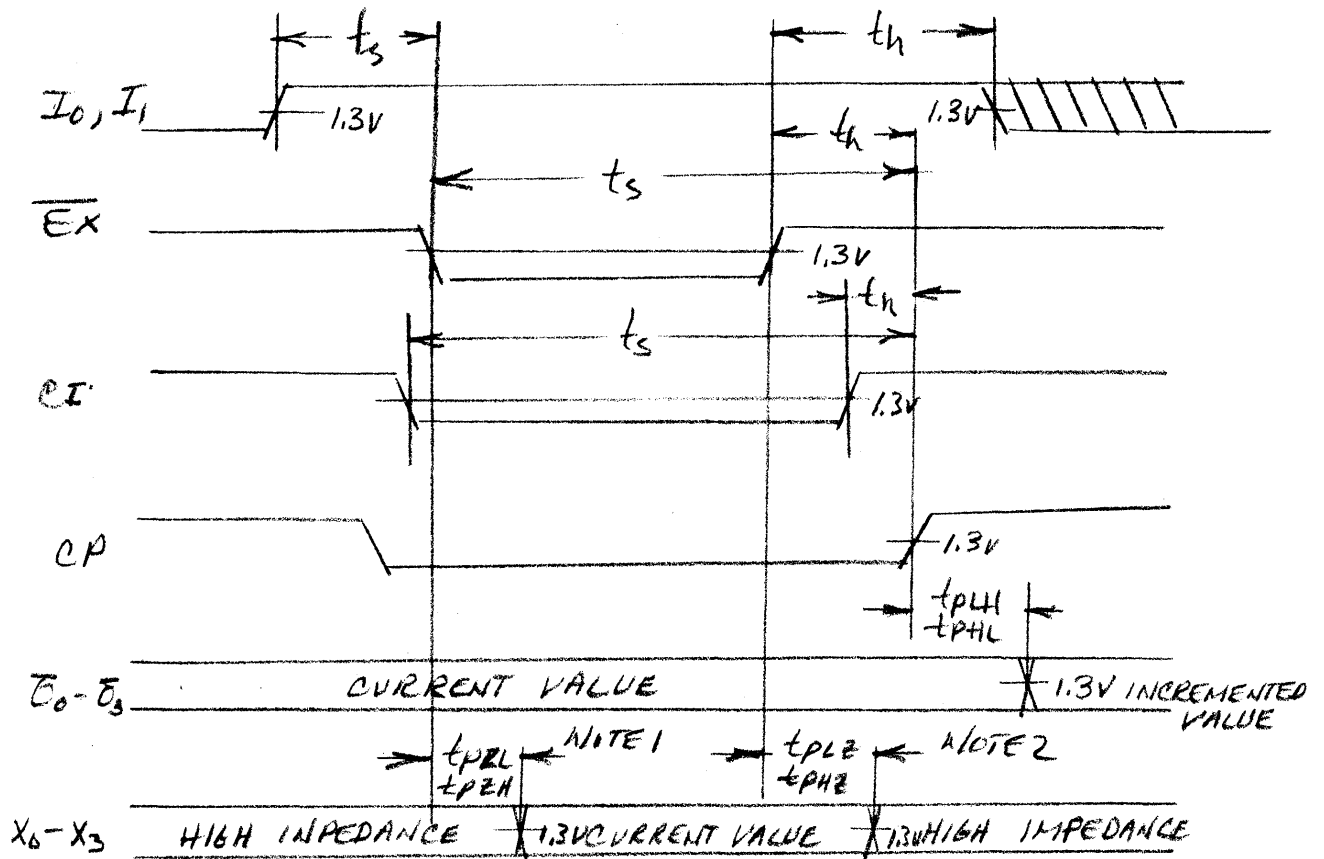 ts
th
I0, I1
1.3V
1.3V
th
ts
EX
1.3V
th
ts
CI
1.3V
CP
1.3V
tPLH
tPHL
O0-O3
CURRENT VALUE
1.3V INCREMENTED
VALUE
tPZL
tPZH
NOTE 1
tPLZ
tPHZ
NOTE 2
X0-X3
HIGH INPEDANCE
1.3V CURRENT VALUE
1.3V HIGH IMPEDANCE